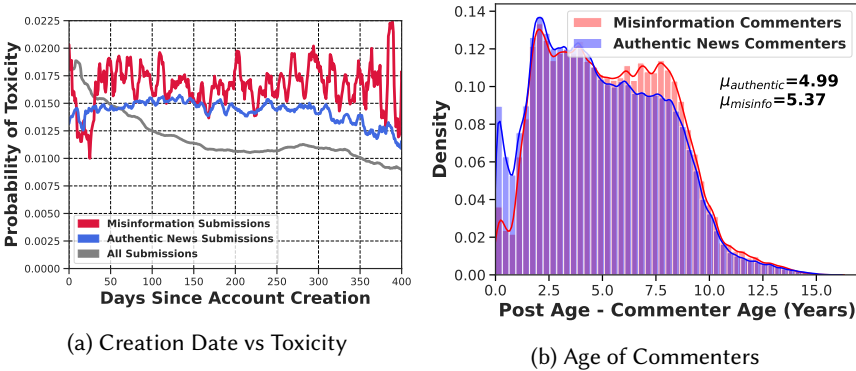 Probability of Toxicity
0.0225
0.0200
0.0175
0.0150
0.0125
0.0100
0.0075
0.0050
0.0025
0.0000
Misinformation Submissions
Authentic News Submissions
All Submissions
0 50 100 150 200 250 300 350 400
Days Since Account Creation
(a) Creation Date vs Toxicity
Density
0.14
0.12
0.10
0.08
0.06
0.04
0.02
0.00
Misinformation Commenters
Authentic News Commenters
μauthentic=4.99
μmisinfo=5.37
0.0 2.5 5.0 7.5 10.0 12.5 15.0
Post Age - Commenter Age (Years)
(b) Age of Commenters